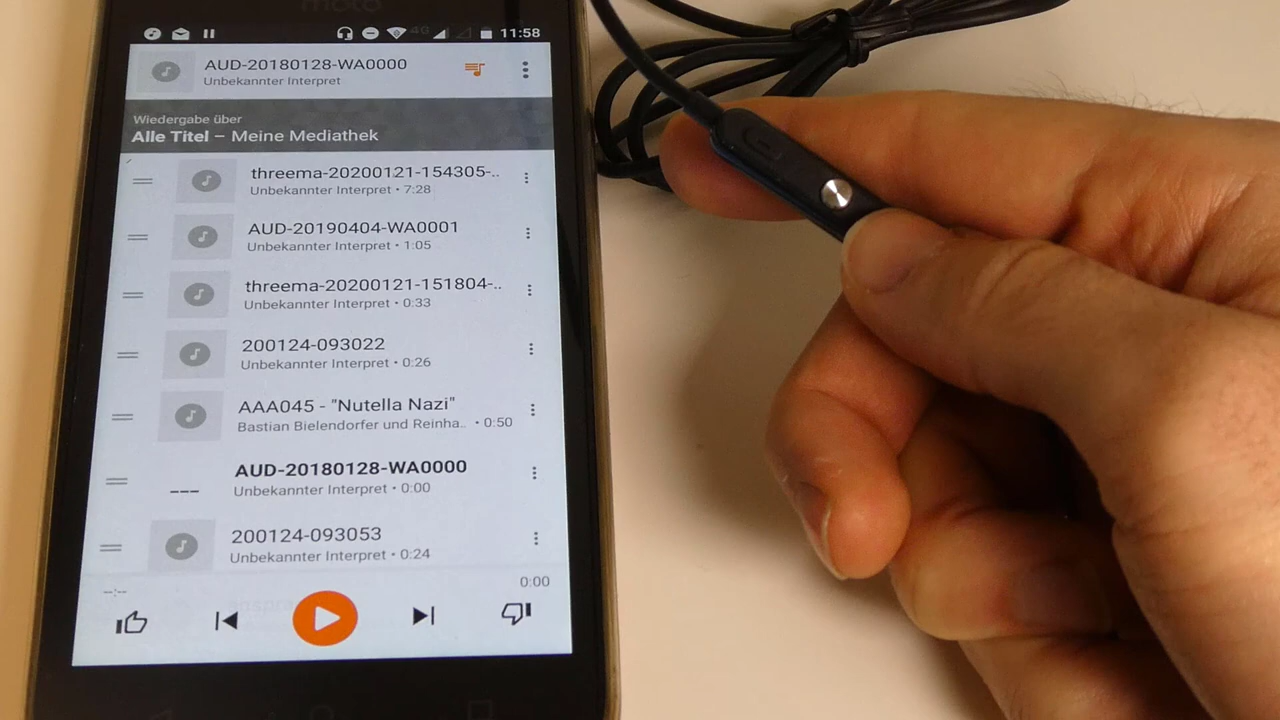 moto
4G 11:58
AUD-20180128-WA0000
Unbekannter Interpret
Wiedergabe über
Alle Titel – Meine Mediathek
threema-20200121-154305-..
Unbekannter Interpret • 7:28
AUD-20190404-WA0001
Unbekannter Interpret • 1:05
threema-20200121-151804-..
Unbekannter Interpret • 0:33
200124-093022
Unbekannter Interpret • 0:26
AAA045 - "Nutella Nazi"
Bastian Bielendorfer und Reinha.. • 0:50
AUD-20180128-WA0000
Unbekannter Interpret • 0:00
200124-093053
Unbekannter Interpret • 0:24
--:-- 0:00